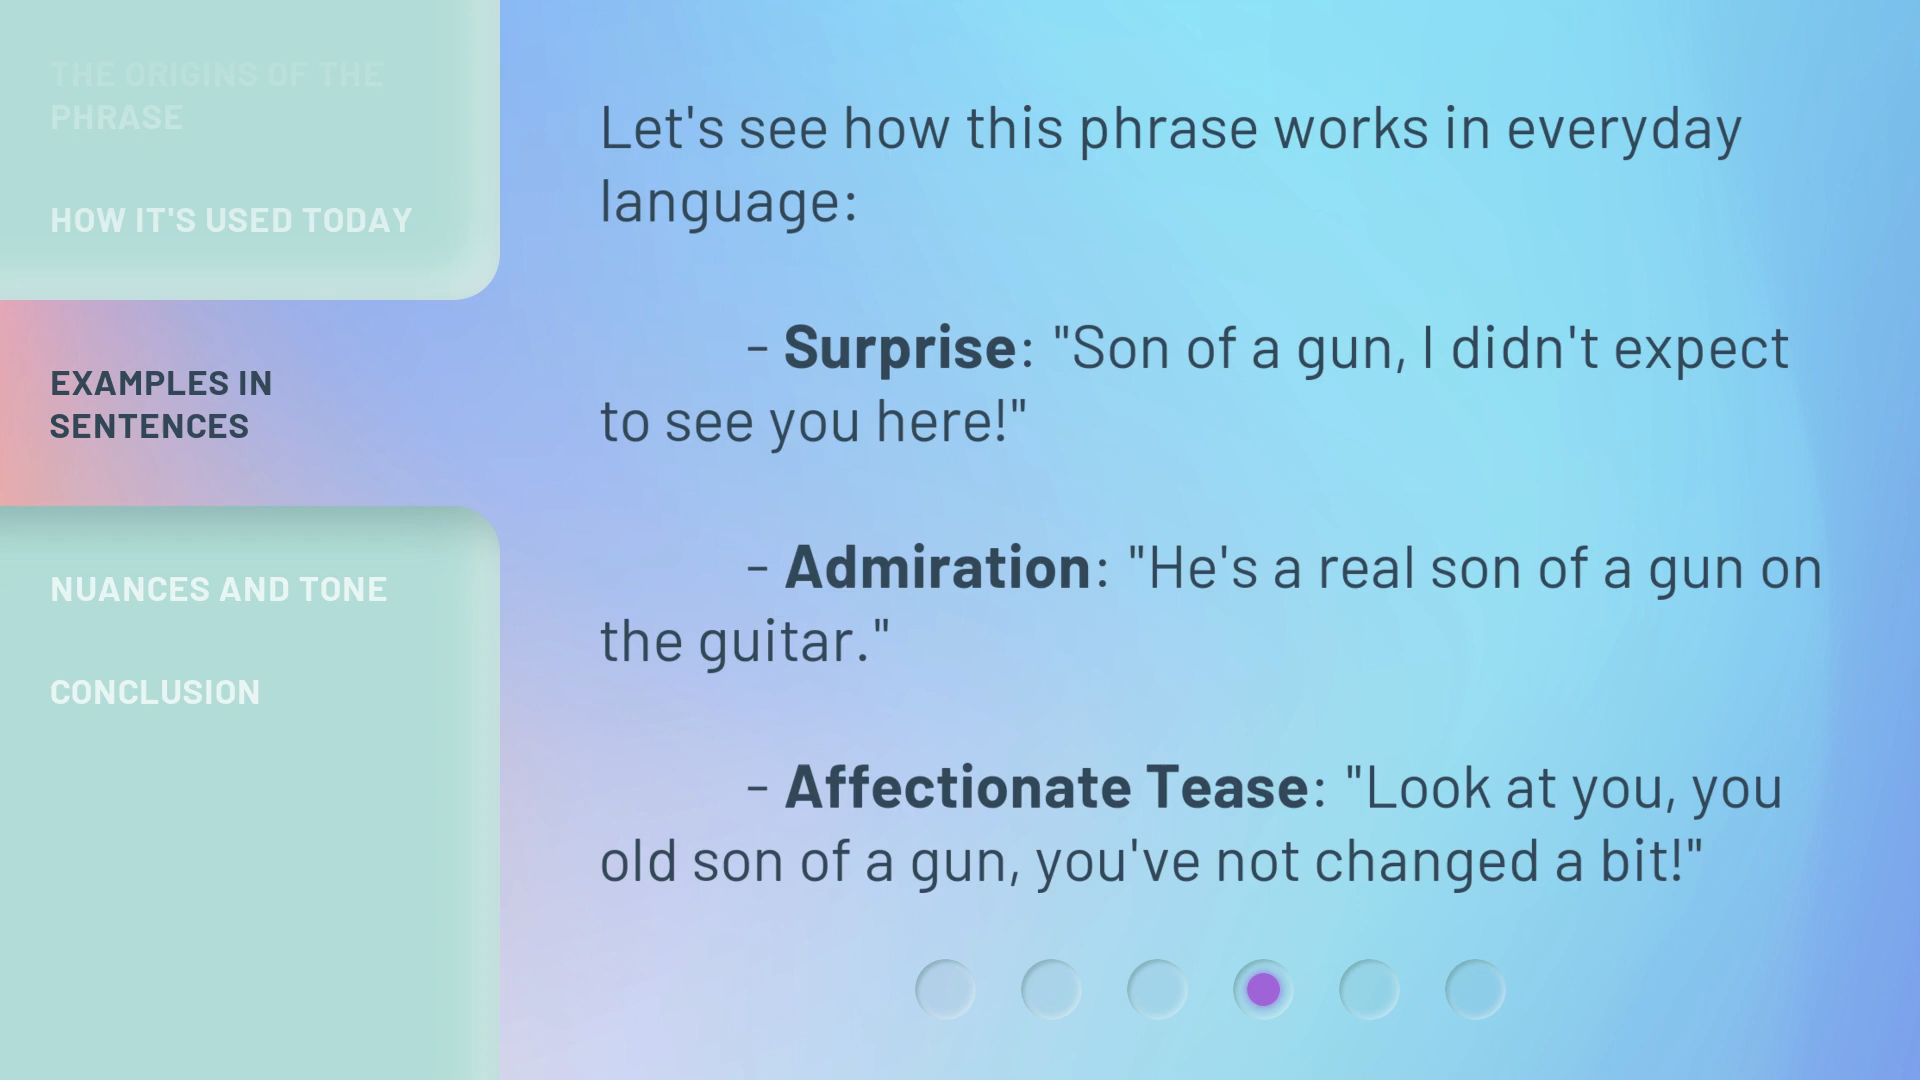 THE ORIGINS OF THE
PHRASE
HOW IT'S USED TODAY
EXAMPLES IN
SENTENCES
NUANCES AND TONE
CONCLUSION
Let's see how this phrase works in everyday
language:
- Surprise: "Son of a gun, I didn't expect
to see you here!"
- Admiration: "He's a real son of a gun on
the guitar."
- Affectionate Tease: "Look at you, you
old son of a gun, you've not changed a bit!"